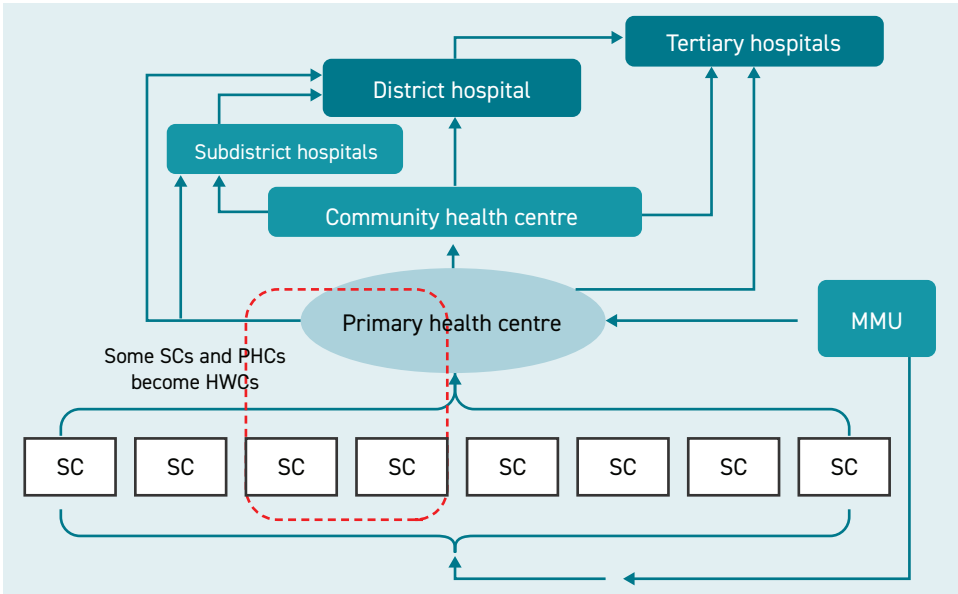 Tertiary hospitals
District hospital
Subdistrict hospitals
Community health centre
Primary health centre
MMU
Some SCs and PHCs
become HWCs
SC
SC
SC
SC
SC
SC
SC
SC